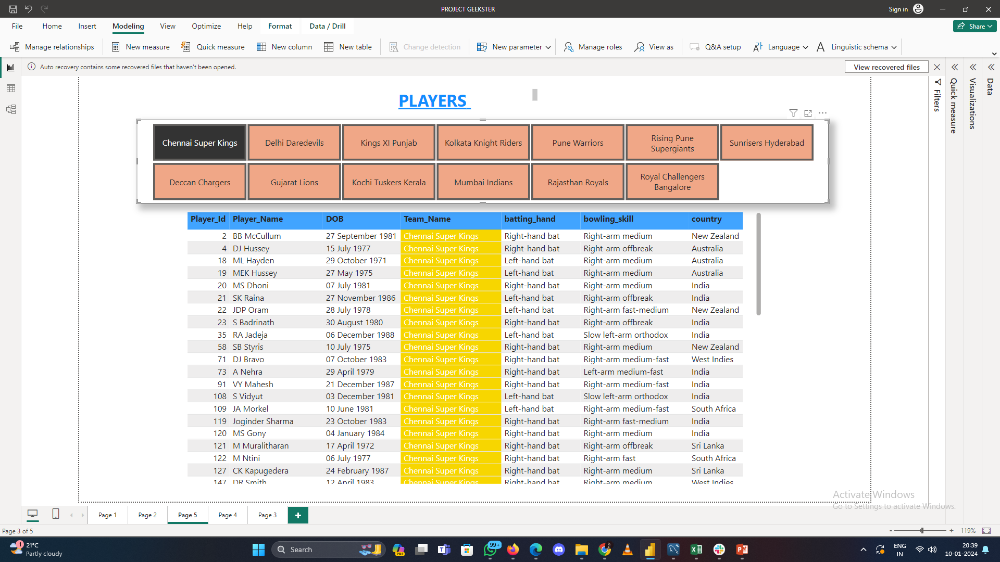 PROJECT GEEKSTER
Sign in
File Home Insert Modeling View Optimize Help Format Data / Drill
Share
Manage relationships New measure Quick measure New column New table Change detection New parameter Manage roles View as Q&A setup Language Linguistic schema
Auto recovery contains some recovered files that haven't been opened.
View recovered files
Filters
Quick measure
Visualizations
Data
PLAYERS
Chennai Super Kings
Delhi Daredevils
Kings XI Punjab
Kolkata Knight Riders
Pune Warriors
Rising Pune
Supergiants
Sunrisers Hyderabad
Deccan Chargers
Gujarat Lions
Kochi Tuskers Kerala
Mumbai Indians
Rajasthan Royals
Royal Challengers
Bangalore
Player_Id Player_Name DOB Team_Name batting_hand bowling_skill country
2 BB McCullum 27 September 1981 Chennai Super Kings Right-hand bat Right-arm medium New Zealand
4 DJ Hussey 15 July 1977 Chennai Super Kings Right-hand bat Right-arm offbreak Australia
18 ML Hayden 29 October 1971 Chennai Super Kings Left-hand bat Right-arm medium Australia
19 MEK Hussey 27 May 1975 Chennai Super Kings Left-hand bat Right-arm medium Australia
20 MS Dhoni 07 July 1981 Chennai Super Kings Right-hand bat Right-arm medium India
21 SK Raina 27 November 1986 Chennai Super Kings Left-hand bat Right-arm offbreak India
22 JDP Oram 28 July 1978 Chennai Super Kings Left-hand bat Right-arm fast-medium New Zealand
23 S Badrinath 30 August 1980 Chennai Super Kings Right-hand bat Right-arm offbreak India
35 RA Jadeja 06 December 1988 Chennai Super Kings Left-hand bat Slow left-arm orthodox India
58 SB Styris 10 July 1975 Chennai Super Kings Right-hand bat Right-arm medium New Zealand
71 DJ Bravo 07 October 1983 Chennai Super Kings Right-hand bat Right-arm medium-fast West Indies
73 A Nehra 29 April 1979 Chennai Super Kings Right-hand bat Left-arm medium-fast India
91 VY Mahesh 21 December 1987 Chennai Super Kings Right-hand bat Right-arm medium-fast India
108 S Vidyut 03 December 1981 Chennai Super Kings Left-hand bat Slow left-arm orthodox India
109 JA Morkel 10 June 1981 Chennai Super Kings Left-hand bat Right-arm medium-fast South Africa
119 Joginder Sharma 23 October 1983 Chennai Super Kings Right-hand bat Right-arm fast-medium India
120 MS Gony 04 January 1984 Chennai Super Kings Right-hand bat Right-arm medium India
121 M Muralitharan 17 April 1972 Chennai Super Kings Right-hand bat Right-arm offbreak Sri Lanka
122 M Ntini 06 July 1977 Chennai Super Kings Right-hand bat Right-arm fast South Africa
127 CK Kapugedera 24 February 1987 Chennai Super Kings Right-hand bat Right-arm medium Sri Lanka
147 DR Smith 12 April 1983 Chennai Super Kings Right-hand bat Right-arm medium West Indies
Activate Windows
Go to Settings to activate Windows.
Page 1 Page 2 Page 5 Page 4 Page 3
Page 3 of 5
- + 119%
1
21°C
Partly cloudy
Search
PRE
99+
ENG
IN
20:39
10-01-2024